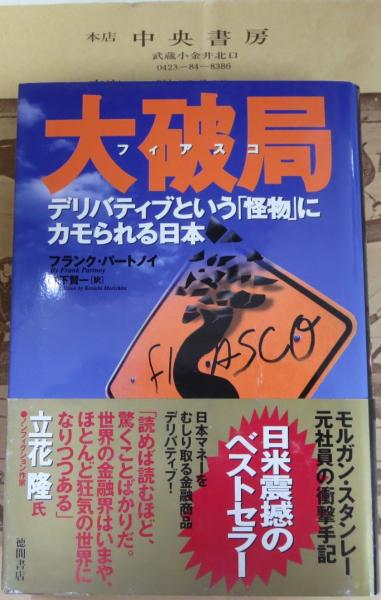 本店 中央書房
武蔵小金井北口
0423-84-8386
大破局
フィアスコ
デリバティブという「怪物」に
カモられる日本
フランク・パートノイ
By Frank Partnoy
下賢一[訳]
FI ASCO
モルガン・スタンレー
元社員の衝撃手記
日米震撼の
ベストセラー
日本マネーを
むしり取る金融商品
デリバティブ!
「読めば読むほど、
驚くことばかりだ。
世界の金融界はいまや、
ほとんど狂気の世界に
なりつつある」
●ノンフィクション作家
立花 隆氏
徳間書店